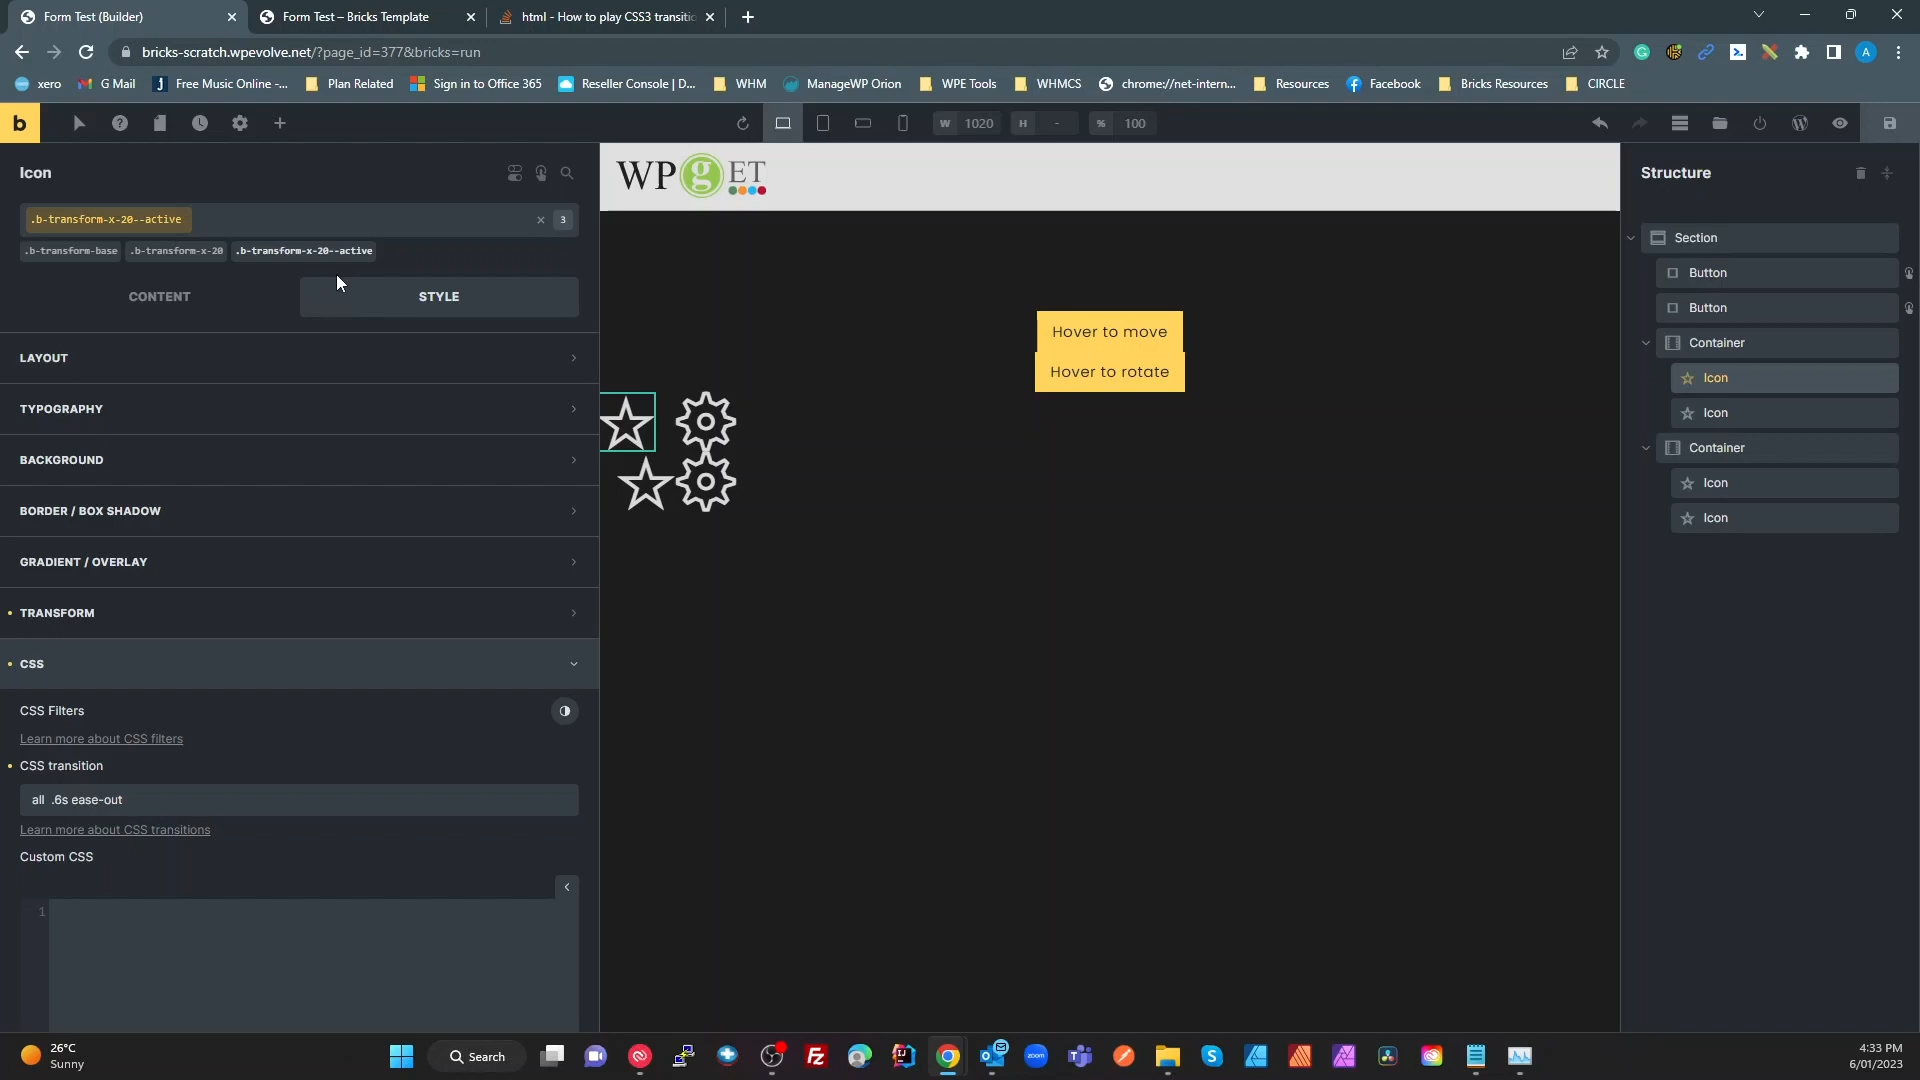 Form Test (Builder)
Form Test – Bricks Template
html - How to play CSS3 transitio
bricks-scratch.wpevolve.net/?page_id=377&bricks=run
A
xero
G Mail
Free Music Online -...
Plan Related
Sign in to Office 365
Reseller Console | D...
WHM
ManageWP Orion
WPE Tools
WHMCS
chrome://net-intern...
Resources
Facebook
Bricks Resources
CIRCLE
b
W 1020
H -
% 100
Icon
.b-transform-x-20--active
3
.b-transform-base
.b-transform-x-20
.b-transform-x-20--active
CONTENT
STYLE
LAYOUT
TYPOGRAPHY
BACKGROUND
BORDER / BOX SHADOW
GRADIENT / OVERLAY
TRANSFORM
CSS
CSS Filters
Learn more about CSS filters
CSS transition
all .6s ease-out
Learn more about CSS transitions
Custom CSS
1
WP g ET
Hover to move
Hover to rotate
Structure
Section
Button
Button
Container
Icon
Icon
Container
Icon
Icon
26°C
Sunny
Search
zoom
4:33 PM
6/01/2023